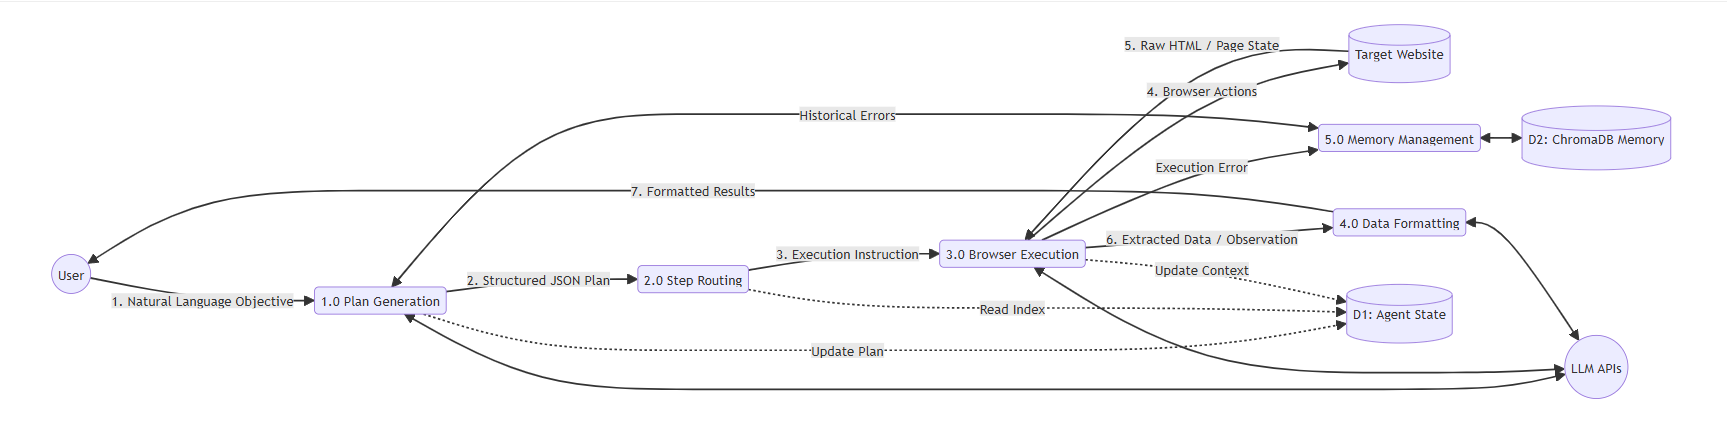 5. Raw HTML / Page State
Target Website
4. Browser Actions
Historical Errors
5.0 Memory Management
D2: ChromaDB Memory
Execution Error
7. Formatted Results
4.0 Data Formatting
6. Extracted Data / Observation
3. Execution Instruction
3.0 Browser Execution
User
Update Context
2. Structured JSON Plan
2.0 Step Routing
1. Natural Language Objective
1.0 Plan Generation
Read Index
D1: Agent State
Update Plan
LLM APIs